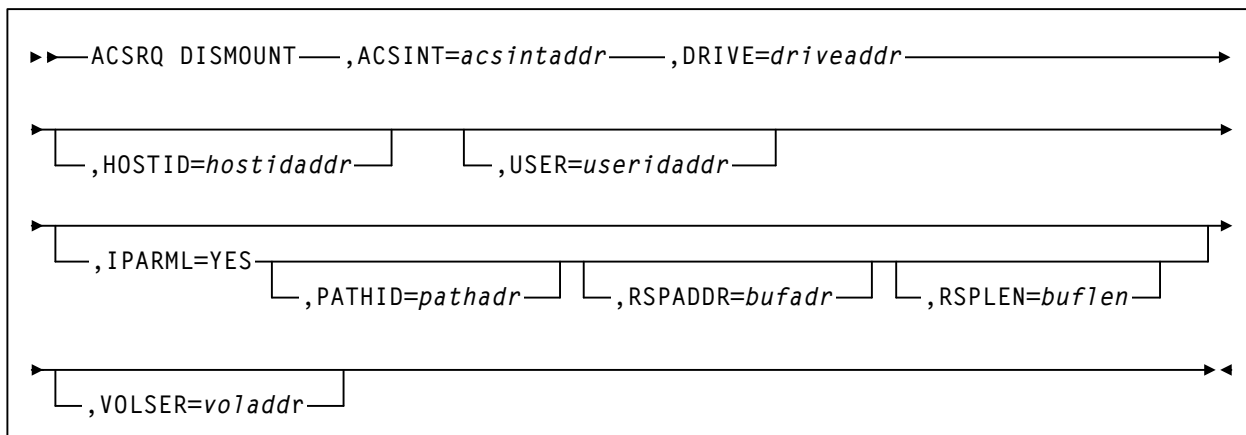 ACSRQ DISMOUNT ,ACSINT=acsintaddr ,DRIVE=driveaddr
,HOSTID=hostidaddr ,USER=useridaddr
,IPARML=YES
,PATHID=pathadr ,RSPADDR=bufadr ,RSPLEN=buflen
,VOLSER=voladdr